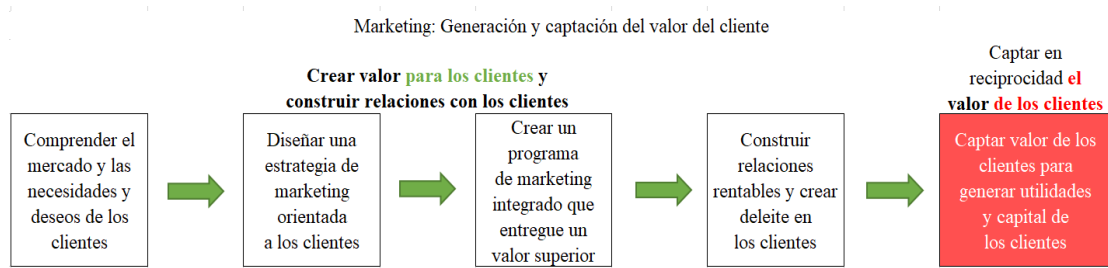 Marketing: Generación y captación del valor del cliente
Crear valor para los clientes y
construir relaciones con los clientes
Captar en
reciprocidad el
valor de los clientes
Comprender el
mercado y las
necesidades y
deseos de los
clientes
Diseñar una
estrategia de
marketing
orientada
a los clientes
Crear un
programa
de marketing
integrado que
entregue un
valor superior
Construir
relaciones
rentables y crear
deleite en
los clientes
Captar valor de los
clientes para
generar utilidades
y capital de
los clientes